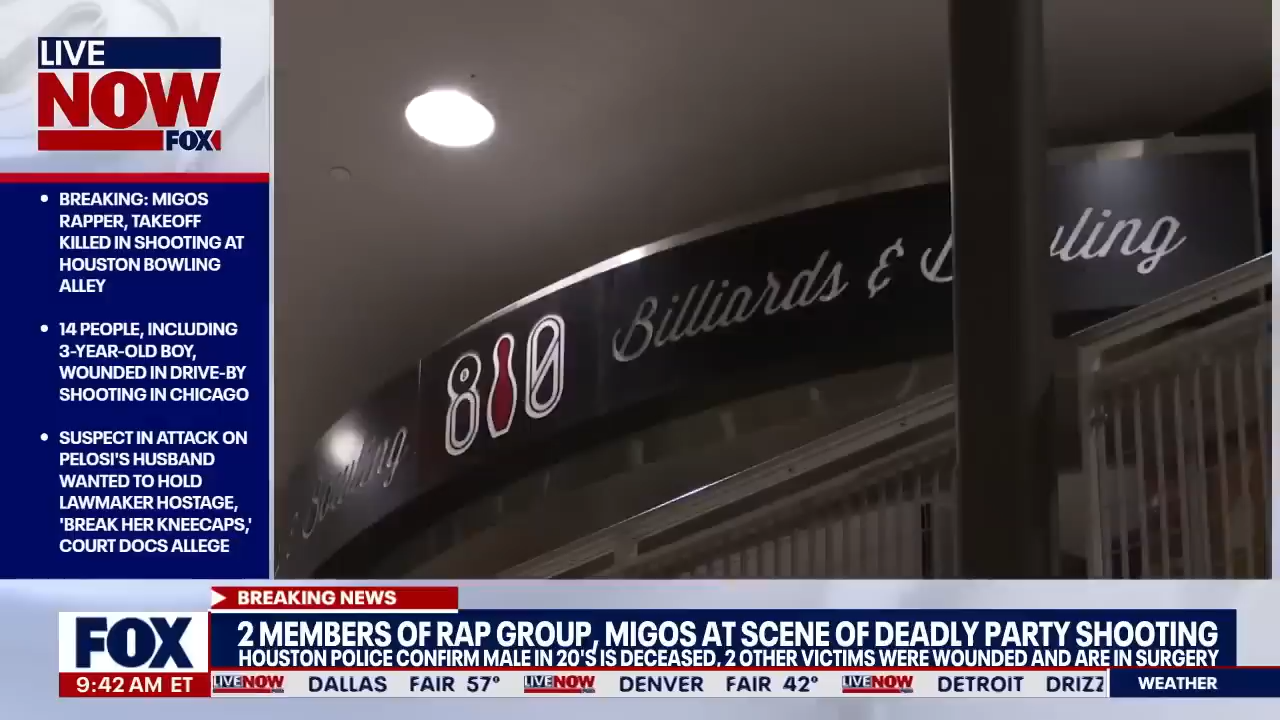 LIVE
NOW
FOX
• BREAKING: MIGOS
RAPPER, TAKEOFF
KILLED IN SHOOTING AT
HOUSTON BOWLING
ALLEY
• 14 PEOPLE, INCLUDING
3-YEAR-OLD BOY,
WOUNDED IN DRIVE-BY
SHOOTING IN CHICAGO
• SUSPECT IN ATTACK ON
PELOSI'S HUSBAND
WANTED TO HOLD
LAWMAKER HOSTAGE,
'BREAK HER KNEECAPS,'
COURT DOCS ALLEGE
Bowling
810
Billiards &
BREAKING NEWS
FOX
2 MEMBERS OF RAP GROUP, MIGOS AT SCENE OF DEADLY PARTY SHOOTING
HOUSTON POLICE CONFIRM MALE IN 20'S IS DECEASED, 2 OTHER VICTIMS WERE WOUNDED AND ARE IN SURGERY
9:42 AM ET LIVENOW DALLAS FAIR 57° LIVENOW DENVER FAIR 42° LIVENOW DETROIT DRIZZ WEATHER